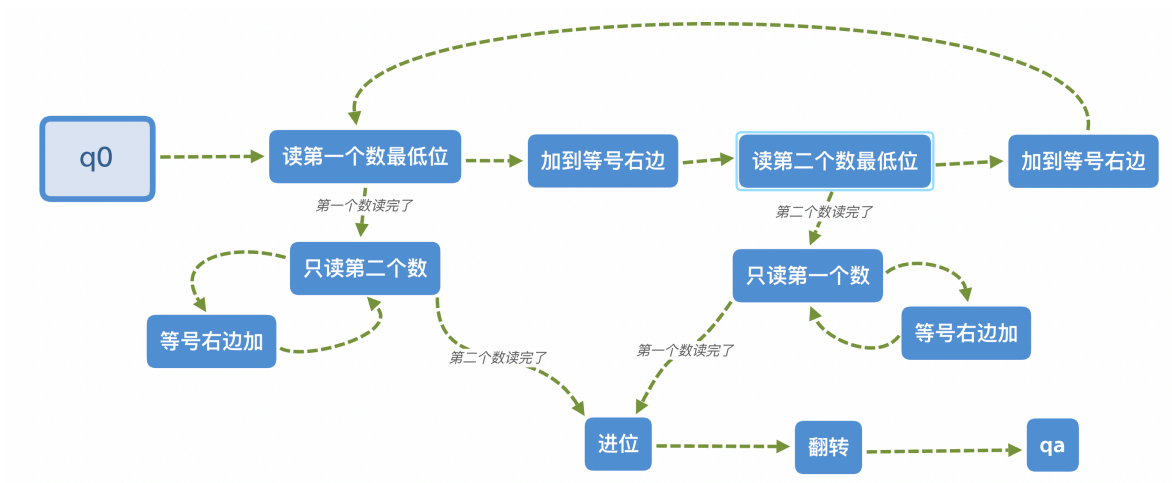 q0
读第一个数最低位
加到等号右边
读第二个数最低位
加到等号右边
第一个数读完了
第二个数读完了
只读第二个数
只读第一个数
等号右边加
等号右边加
第二个数读完了
第一个数读完了
进位
翻转
qa